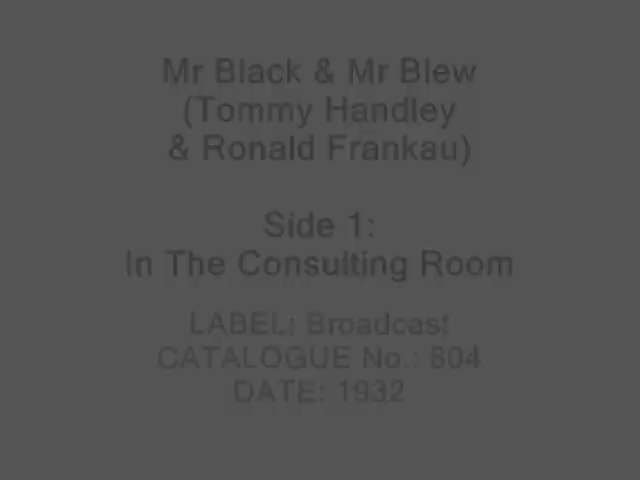 Mr Black & Mr Blew
(Tommy Handley
& Ronald Frankau)
Side 1:
In The Consulting Room
LABEL: Broadcast
CATALOGUE No.: 804
DATE: 1932